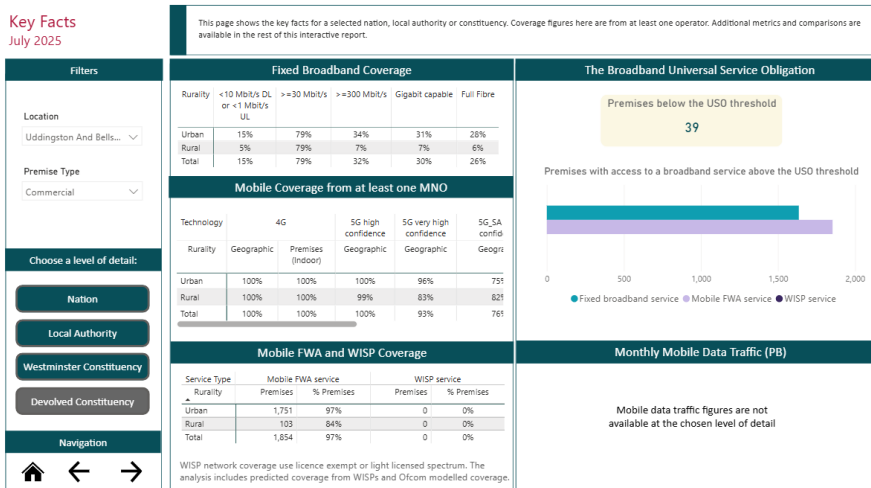 Key Facts
July 2025
This page shows the key facts for a selected nation, local authority or constituency. Coverage figures here are from at least one operator. Additional metrics and comparisons are
available in the rest of this interactive report.
Filters
Location
Uddingston And Bells...
Premise Type
Commercial
Choose a level of detail:
Nation
Local Authority
Westminster Constituency
Devolved Constituency
Navigation
Fixed Broadband Coverage
Rurality <10 Mbit/s DL >=30 Mbit/s >=300 Mbit/s Gigabit capable Full Fibre
or <1 Mbit/s
UL
Urban 15% 79% 34% 31% 28%
Rural 5% 79% 7% 7% 6%
Total 15% 79% 32% 30% 26%
Mobile Coverage from at least one MNO
Technology 4G 5G high 5G very high 5G_SA
confidence confidence confid
Rurality Geographic Premises Geographic Geographic Geogra
(Indoor)
Urban 100% 100% 100% 96% 75%
Rural 100% 100% 99% 83% 82%
Total 100% 100% 100% 93% 76%
Mobile FWA and WISP Coverage
Service Type Mobile FWA service WISP service
Rurality Premises % Premises Premises % Premises
Urban 1,751 97% 0 0%
Rural 103 84% 0 0%
Total 1,854 97% 0 0%
WISP network coverage use licence exempt or light licensed spectrum. The
analysis includes predicted coverage from WISPs and Ofcom modelled coverage.
The Broadband Universal Service Obligation
Premises below the USO threshold
39
Premises with access to a broadband service above the USO threshold
0 500 1,000 1,500 2,000
Fixed broadband service Mobile FWA service WISP service
Monthly Mobile Data Traffic (PB)
Mobile data traffic figures are not
available at the chosen level of detail